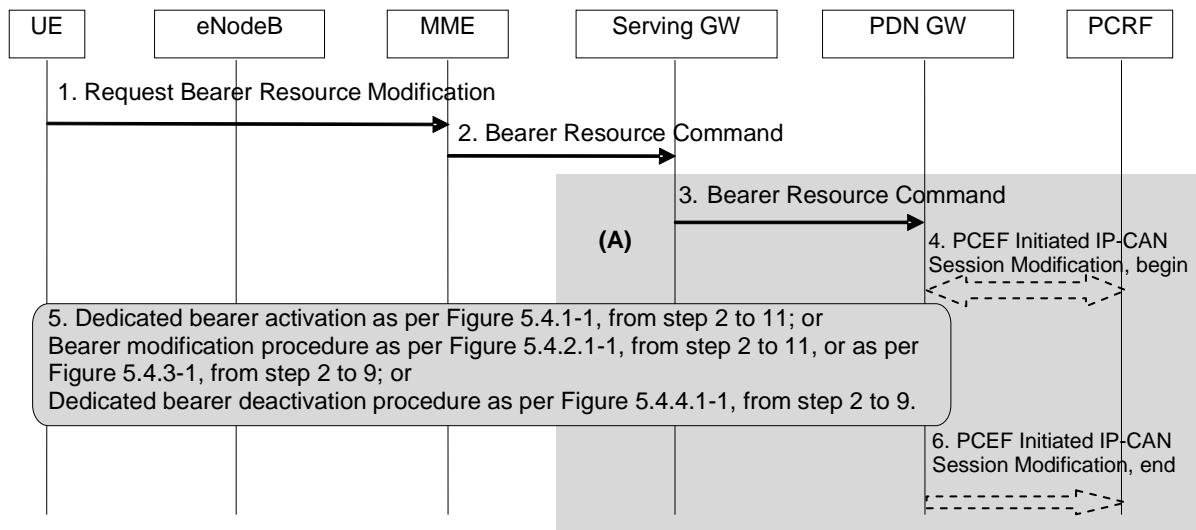 UE
eNodeB
MME
Serving GW
PDN GW
PCRF
1. Request Bearer Resource Modification
2. Bearer Resource Command
3. Bearer Resource Command
(A)
4. PCEF Initiated IP-CAN
Session Modification, begin
5. Dedicated bearer activation as per Figure 5.4.1-1, from step 2 to 11; or
Bearer modification procedure as per Figure 5.4.2.1-1, from step 2 to 11, or as per
Figure 5.4.3-1, from step 2 to 9; or
Dedicated bearer deactivation procedure as per Figure 5.4.4.1-1, from step 2 to 9.
6. PCEF Initiated IP-CAN
Session Modification, end